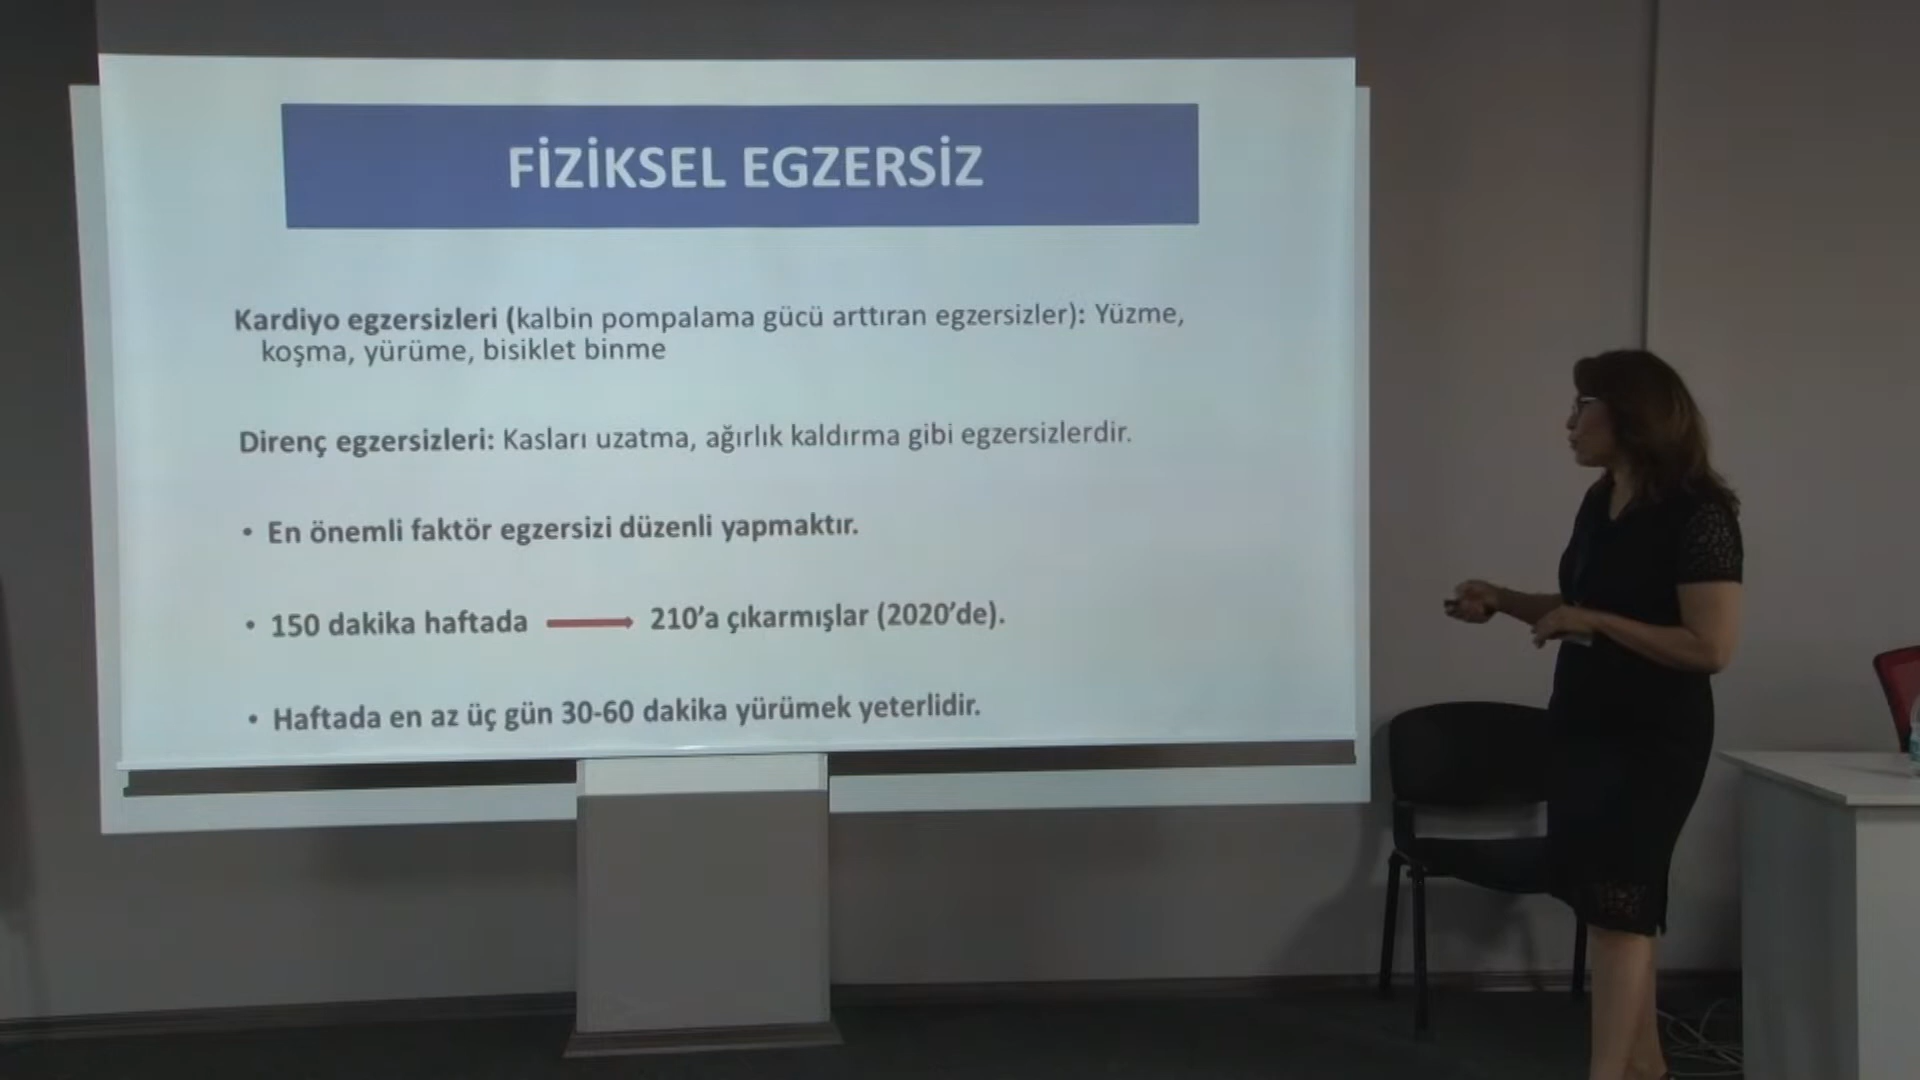 FİZİKSEL EGZERSİZ
Kardiyo egzersizleri (kalbin pompalama gücü arttıran egzersizler): Yüzme,
koşma, yürüme, bisiklet binme
Direnç egzersizleri: Kasları uzatma, ağırlık kaldırma gibi egzersizlerdir.
• En önemli faktör egzersizi düzenli yapmaktır.
• 150 dakika haftada → 210’a çıkarmışlar (2020’de).
• Haftada en az üç gün 30-60 dakika yürümek yeterlidir.